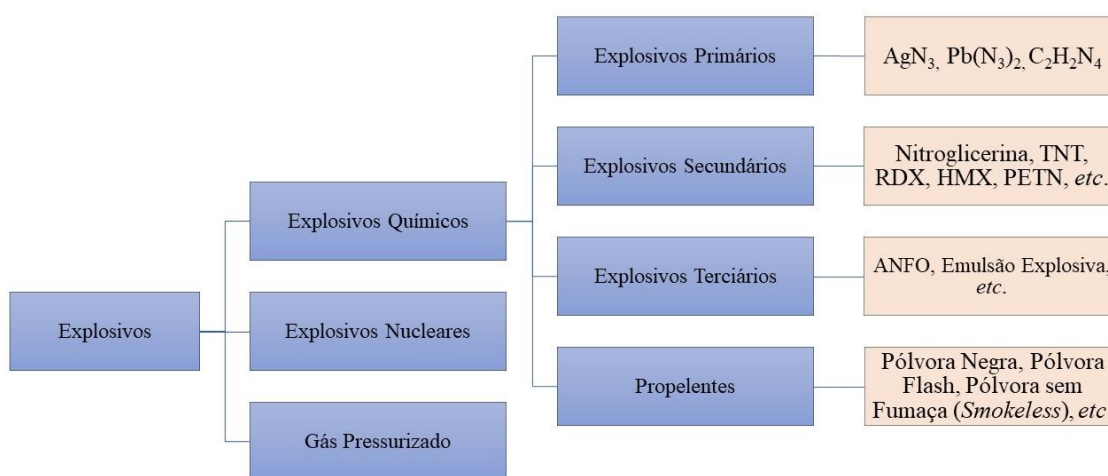 Explosivos
Explosivos Químicos
Explosivos Nucleares
Gás Pressurizado
Explosivos Primários
Explosivos Secundários
Explosivos Terciários
Propelentes
AgN₃, Pb(N₃)₂, C₂H₂N₄
Nitroglicerina, TNT,
RDX, HMX, PETN, etc.
ANFO, Emulsão Explosiva,
etc.
Pólvora Negra, Pólvora
Flash, Pólvora sem
Fumaça (Smokeless), etc